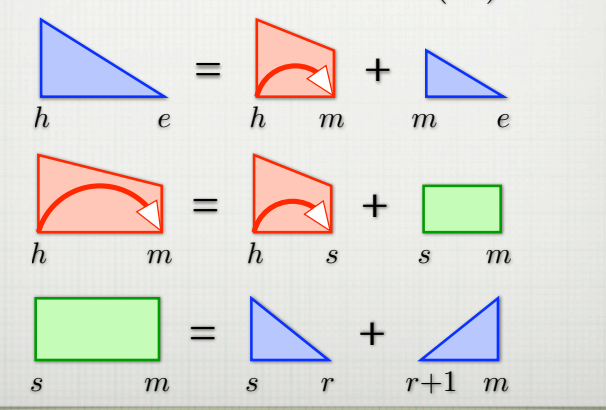 = +
h e h m m e
= +
h m h s s m
= +
s m s r r+1 m